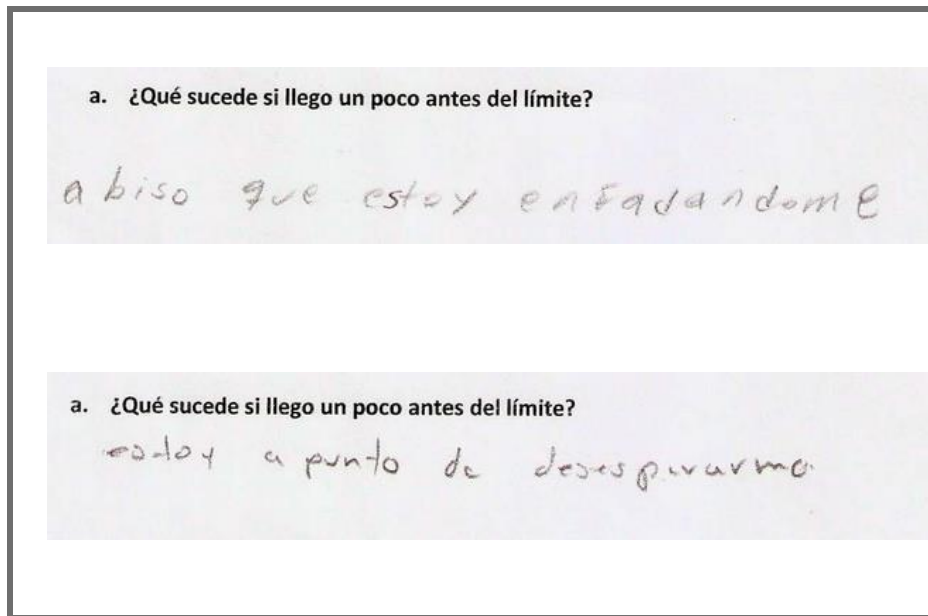 a. ¿Qué sucede si llego un poco antes del límite?
abiso que estoy enfadandome
a. ¿Qué sucede si llego un poco antes del límite?
estoy a punto de desesperarme